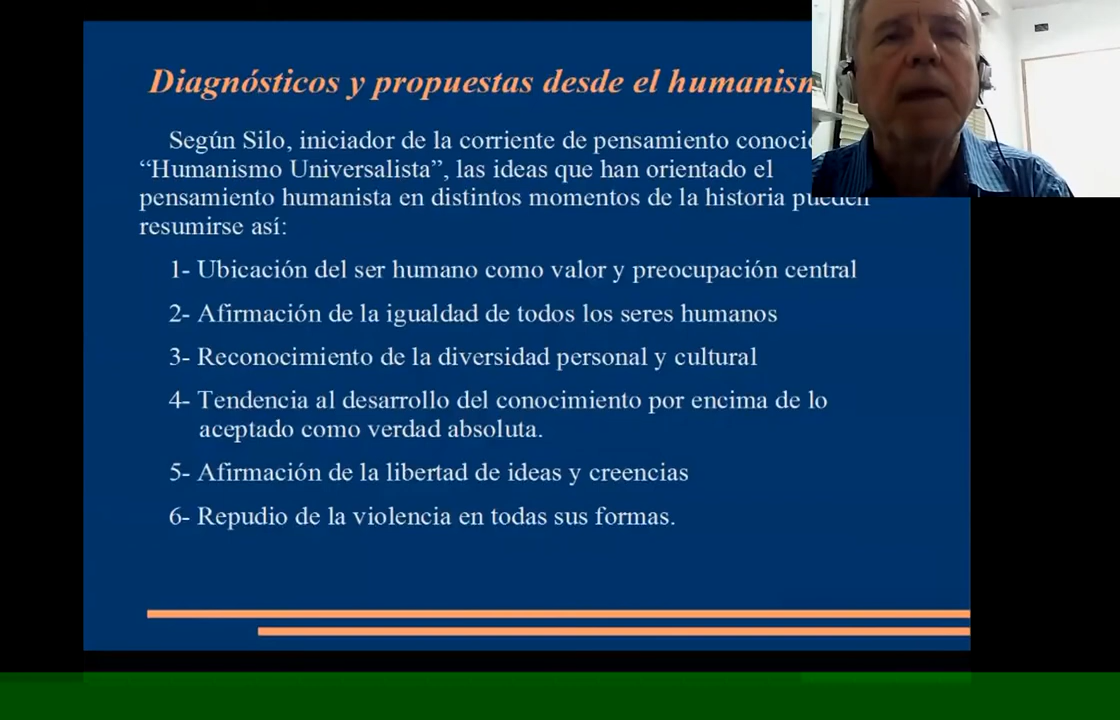 Diagnósticos y propuestas desde el
Según Silo, iniciador de la corriente de pensamiento
“Humanismo Universalista”, las ideas que han orientado el
pensamiento humanista en distintos momentos de la historia pueden
resumirse así:
1- Ubicación del ser humano como valor y preocupación central
2- Afirmación de la igualdad de todos los seres humanos
3- Reconocimiento de la diversidad personal y cultural
4- Tendencia al desarrollo del conocimiento por encima de lo
aceptado como verdad absoluta.
5- Afirmación de la libertad de ideas y creencias
6- Repudio de la violencia en todas sus formas.